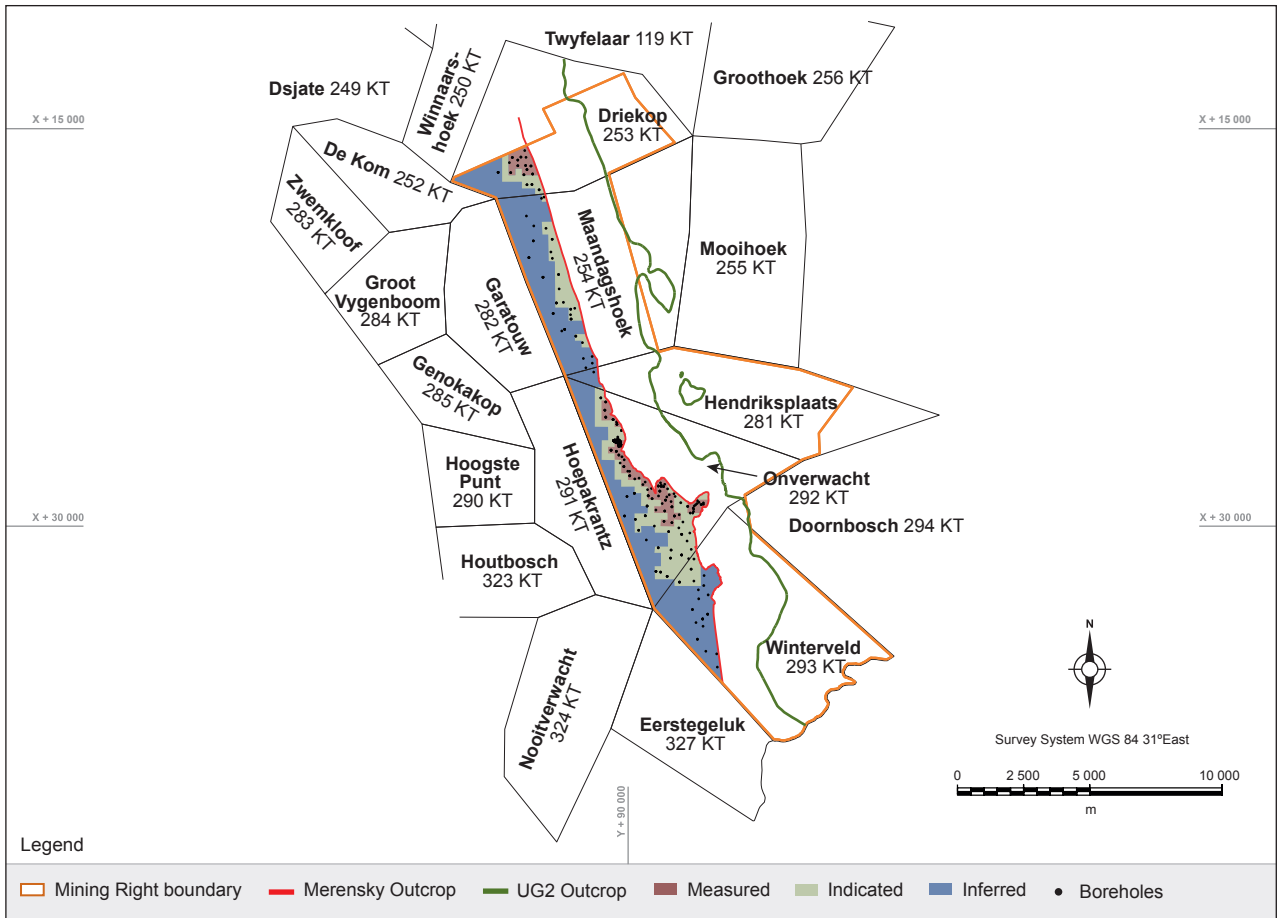 Twyfelaar 119 KT
Groothoek 256 KT
Dsjate 249 KT
Winnaars-
hoek 250 KT
Driekop
253 KT
X + 15 000
X + 15 000
De Kom 252 KT
Zwemkloof
283 KT
Maandagshoek
254 KT
Mooihoek
255 KT
Groot
Vygenboom
284 KT
Garatouw
282 KT
Genokakop
285 KT
Hendriksplaats
281 KT
Hoogste
Punt
290 KT
Hoepakrantz
291 KT
Onverwacht
292 KT
Doornbosch 294 KT
X + 30 000
X + 30 000
Houtbosch
323 KT
Winterveld
293 KT
Nooitverwacht
324 KT
Eerstegeluk
327 KT
N
Survey System WGS 84 31ºEast
0 2 500 5 000 10 000
m
Y + 90 000
Legend
Mining Right boundary Merensky Outcrop UG2 Outcrop Measured Indicated Inferred Boreholes